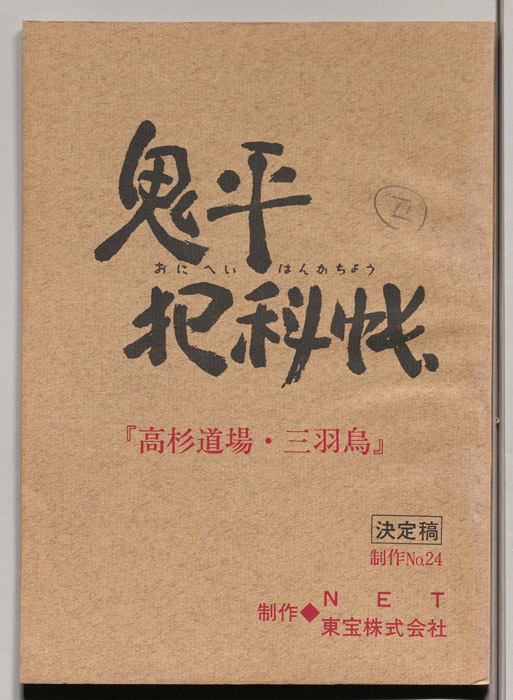 鬼平
おにへい はんかちょう
犯科帳
『高杉道場・三羽烏』
決定稿
制作No.24
制作◆NET
東宝株式会社